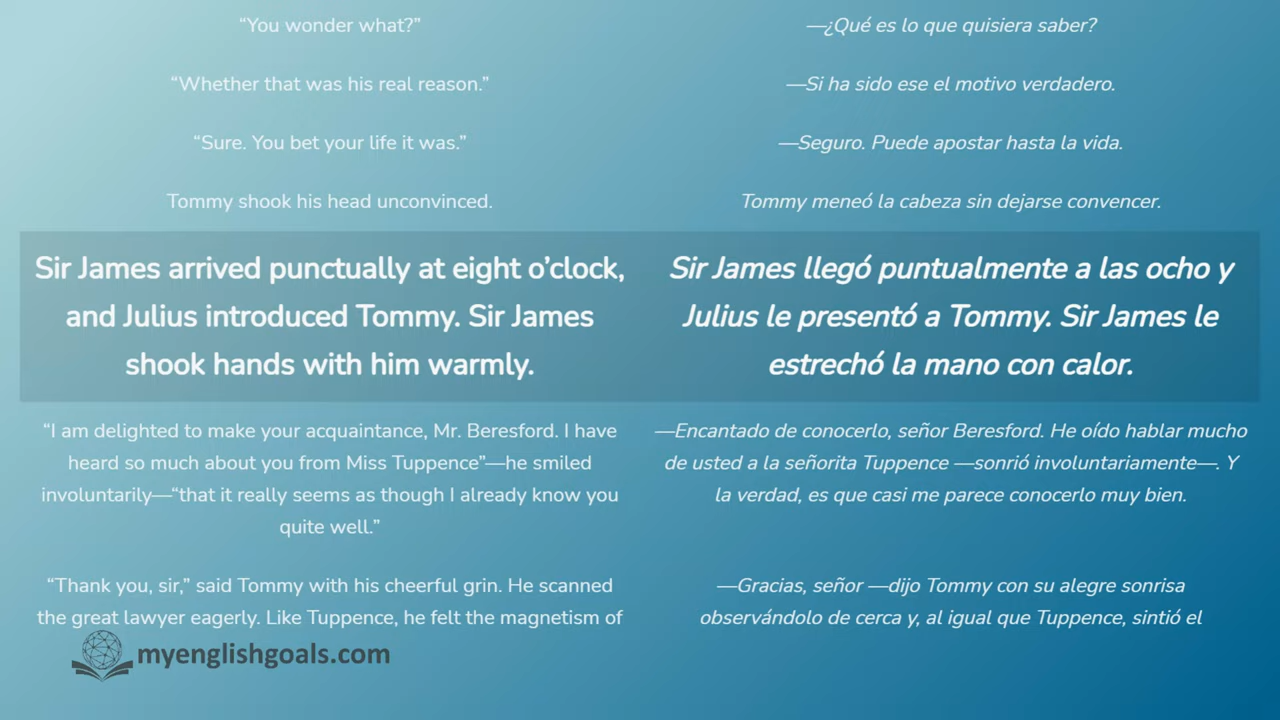 “You wonder what?”
“Whether that was his real reason.”
“Sure. You bet your life it was.”
Tommy shook his head unconvinced.
Sir James arrived punctually at eight o’clock,
and Julius introduced Tommy. Sir James
shook hands with him warmly.
“I am delighted to make your acquaintance, Mr. Beresford. I have
heard so much about you from Miss Tuppence”—he smiled
involuntarily—“that it really seems as though I already know you
quite well.”
“Thank you, sir,” said Tommy with his cheerful grin. He scanned
the great lawyer eagerly. Like Tuppence, he felt the magnetism of
—¿Qué es lo que quisiera saber?
—Si ha sido ese el motivo verdadero.
—Seguro. Puede apostar hasta la vida.
Tommy meneó la cabeza sin dejarse convencer.
Sir James llegó puntualmente a las ocho y
Julius le presentó a Tommy. Sir James le
estrechó la mano con calor.
—Encantado de conocerlo, señor Beresford. He oído hablar mucho
de usted a la señorita Tuppence —sonrió involuntariamente—. Y
la verdad, es que casi me parece conocerlo muy bien.
—Gracias, señor —dijo Tommy con su alegre sonrisa
observándolo de cerca y, al igual que Tuppence, sintió el
myenglishgoals.com